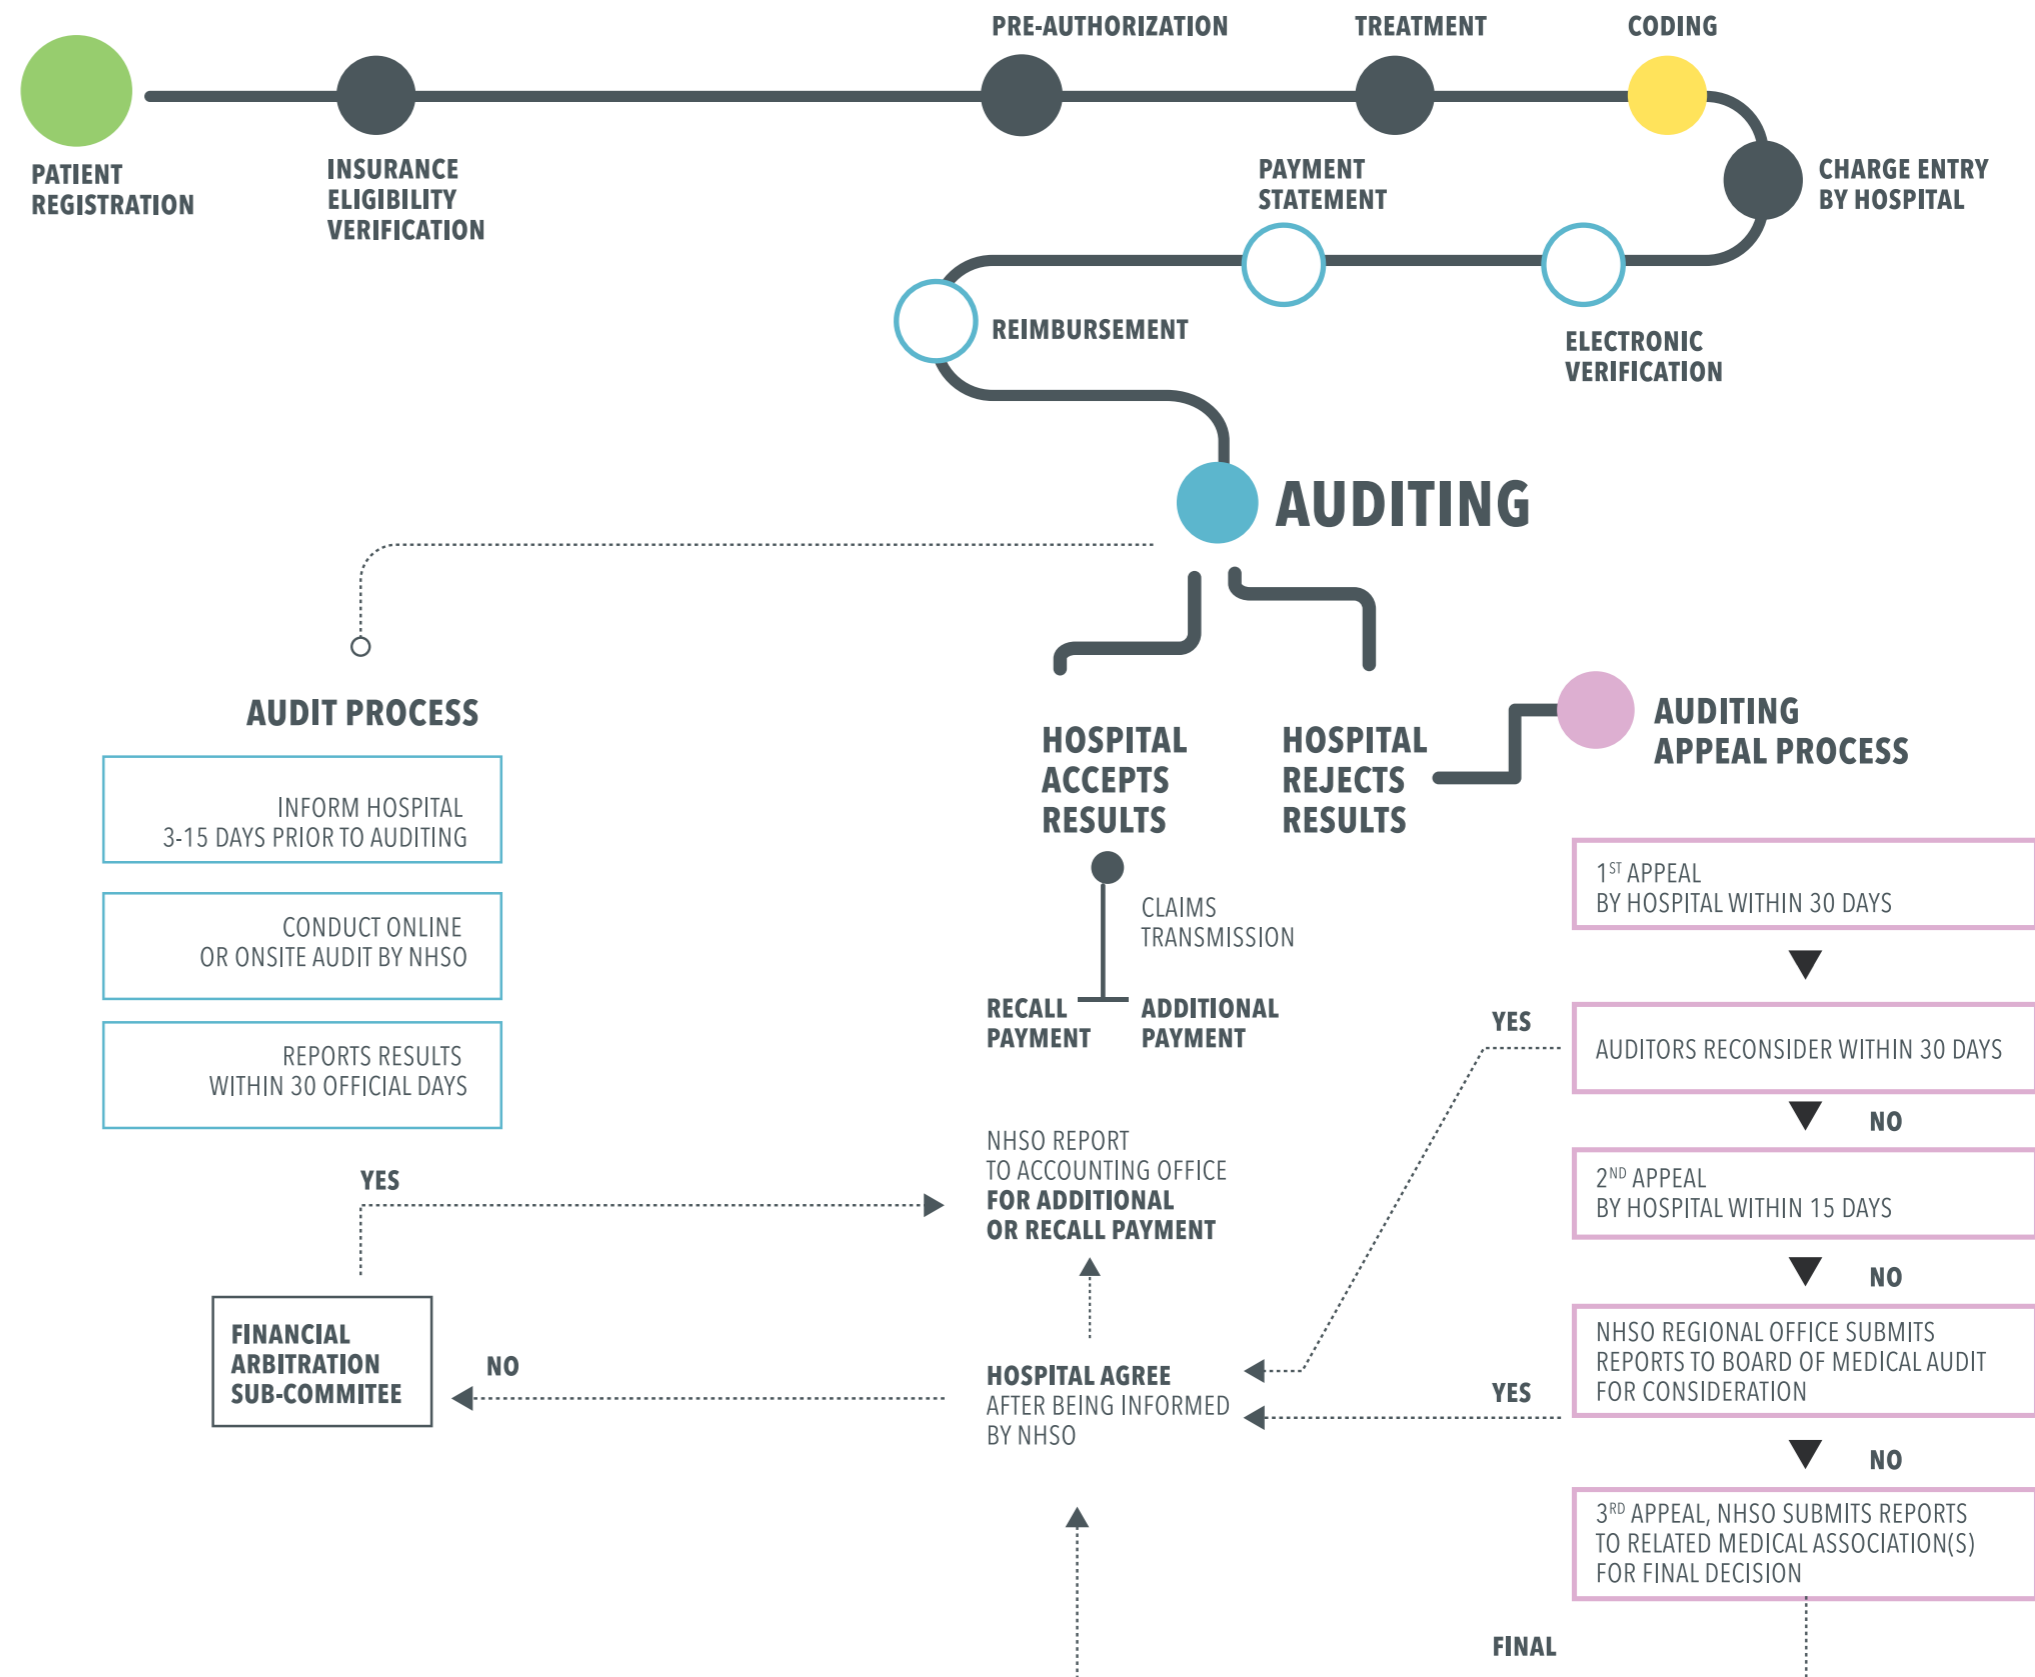 PRE-AUTHORIZATION
TREATMENT
CODING
PATIENT
REGISTRATION
INSURANCE
ELIGIBILITY
VERIFICATION
PAYMENT
STATEMENT
CHARGE ENTRY
BY HOSPITAL
REIMBURSEMENT
ELECTRONIC
VERIFICATION
AUDITING
AUDIT PROCESS
INFORM HOSPITAL
3-15 DAYS PRIOR TO AUDITING
CONDUCT ONLINE
OR ONSITE AUDIT BY NHSO
REPORTS RESULTS
WITHIN 30 OFFICIAL DAYS
HOSPITAL
ACCEPTS
RESULTS
HOSPITAL
REJECTS
RESULTS
AUDITING
APPEAL PROCESS
CLAIMS
TRANSMISSION
RECALL
PAYMENT
ADDITIONAL
PAYMENT
1ST APPEAL
BY HOSPITAL WITHIN 30 DAYS
YES
AUDITORS RECONSIDER WITHIN 30 DAYS
NO
2ND APPEAL
BY HOSPITAL WITHIN 15 DAYS
NO
NHSO REGIONAL OFFICE SUBMITS
REPORTS TO BOARD OF MEDICAL AUDIT
FOR CONSIDERATION
YES
NO
3RD APPEAL, NHSO SUBMITS REPORTS
TO RELATED MEDICAL ASSOCIATION(S)
FOR FINAL DECISION
FINAL
NHSO REPORT
TO ACCOUNTING OFFICE
FOR ADDITIONAL
OR RECALL PAYMENT
YES
HOSPITAL AGREE
AFTER BEING INFORMED
BY NHSO
NO
FINANCIAL
ARBITRATION
SUB-COMMITEE